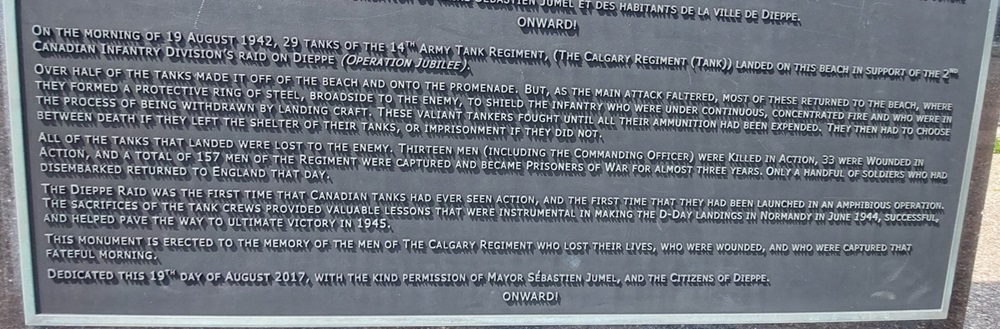 SÉBASTIEN JUMEL ET DES HABITANTS DE LA VILLE DE DIEPPE.
ONWARD!
ON THE MORNING OF 19 AUGUST 1942, 29 TANKS OF THE 14TH ARMY TANK REGIMENT, (THE CALGARY REGIMENT (TANK)) LANDED ON THIS BEACH IN SUPPORT OF THE 2ND
CANADIAN INFANTRY DIVISION'S RAID ON DIEPPE (OPERATION JUBILEE).
OVER HALF OF THE TANKS MADE IT OFF OF THE BEACH AND ONTO THE PROMENADE. BUT, AS THE MAIN ATTACK FALTERED, MOST OF THESE RETURNED TO THE BEACH, WHERE
THEY FORMED A PROTECTIVE RING OF STEEL, BROADSIDE TO THE ENEMY, TO SHIELD THE INFANTRY WHO WERE UNDER CONTINUOUS, CONCENTRATED FIRE AND WHO WERE IN
THE PROCESS OF BEING WITHDRAWN BY LANDING CRAFT. THESE VALIANT TANKERS FOUGHT UNTIL ALL THEIR AMMUNITION HAD BEEN EXPENDED. THEY THEN HAD TO CHOOSE
BETWEEN DEATH IF THEY LEFT THE SHELTER OF THEIR TANKS, OR IMPRISONMENT IF THEY DID NOT.
ALL OF THE TANKS THAT LANDED WERE LOST TO THE ENEMY. THIRTEEN MEN (INCLUDING THE COMMANDING OFFICER) WERE KILLED IN ACTION, 33 WERE WOUNDED IN
ACTION, AND A TOTAL OF 157 MEN OF THE REGIMENT WERE CAPTURED AND BECAME PRISONERS OF WAR FOR ALMOST THREE YEARS. ONLY A HANDFUL OF SOLDIERS WHO HAD
DISEMBARKED RETURNED TO ENGLAND THAT DAY.
THE DIEPPE RAID WAS THE FIRST TIME THAT CANADIAN TANKS HAD EVER SEEN ACTION, AND THE FIRST TIME THAT THEY HAD BEEN LAUNCHED IN AN AMPHIBIOUS OPERATION.
THE SACRIFICES OF THE TANK CREWS PROVIDED VALUABLE LESSONS THAT WERE INSTRUMENTAL IN MAKING THE D-DAY LANDINGS IN NORMANDY IN JUNE 1944, SUCCESSFUL,
AND HELPED PAVE THE WAY TO ULTIMATE VICTORY IN 1945.
THIS MONUMENT IS ERECTED TO THE MEMORY OF THE MEN OF THE CALGARY REGIMENT WHO LOST THEIR LIVES, WHO WERE WOUNDED, AND WHO WERE CAPTURED THAT
FATEFUL MORNING.
DEDICATED THIS 19TH DAY OF AUGUST 2017, WITH THE KIND PERMISSION OF MAYOR SÉBASTIEN JUMEL, AND THE CITIZENS OF DIEPPE.
ONWARD!